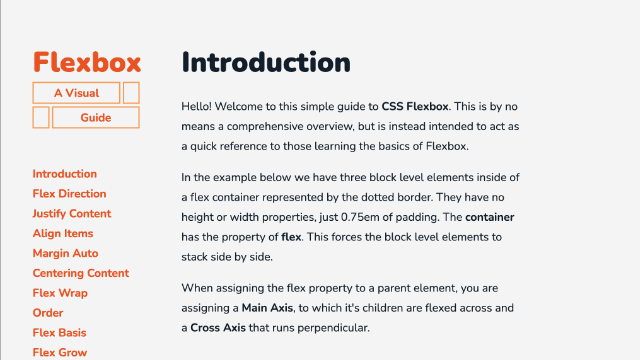 Flexbox
A Visual
Guide
Introduction
Flex Direction
Justify Content
Align Items
Margin Auto
Centering Content
Flex Wrap
Order
Flex Basis
Flex Grow
Introduction
Hello! Welcome to this simple guide to CSS Flexbox. This is by no
means a comprehensive overview, but is instead intended to act as
a quick reference to those learning the basics of Flexbox.
In the example below we have three block level elements inside of
a flex container represented by the dotted border. They have no
height or width properties, just 0.75em of padding. The container
has the property of flex. This forces the block level elements to
stack side by side.
When assigning the flex property to a parent element, you are
assigning a Main Axis, to which it's children are flexed across and
a Cross Axis that runs perpendicular.